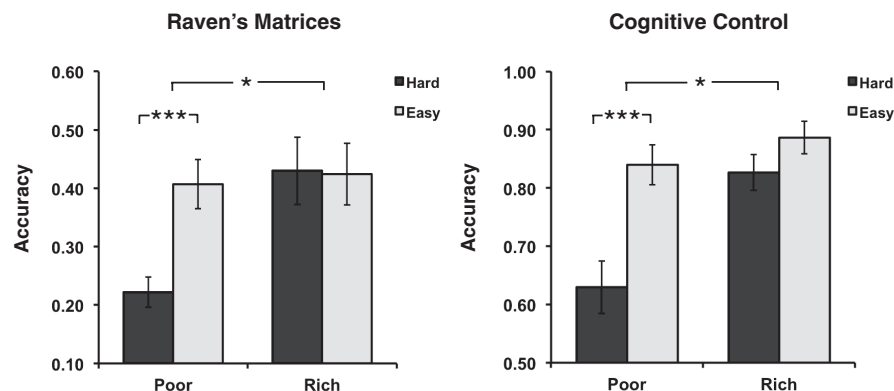 Raven's Matrices
0.60
0.50
0.40
0.30
0.20
0.10
Accuracy
*
***
Hard
Easy
Poor
Rich
Cognitive Control
1.00
0.90
0.80
0.70
0.60
0.50
Accuracy
*
***
Hard
Easy
Poor
Rich